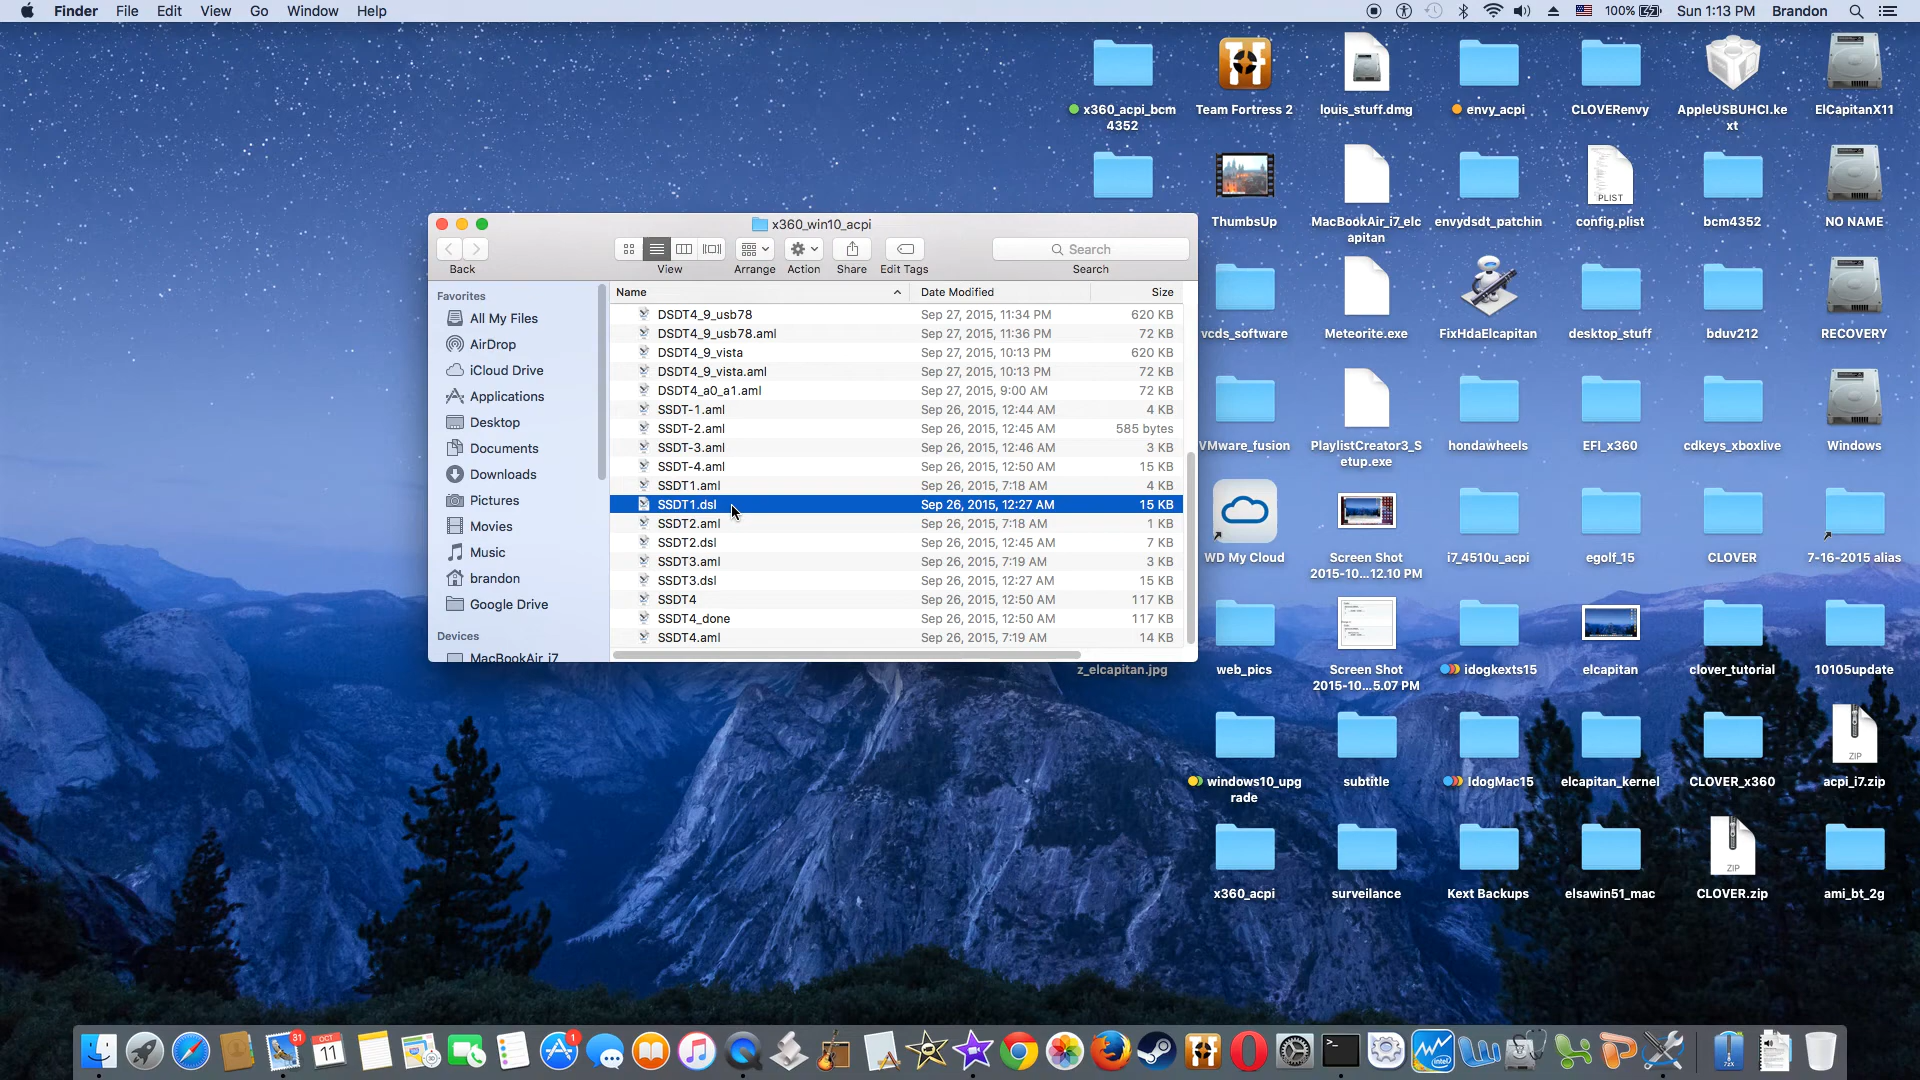 Finder File Edit View Go Window Help
100% Sun 1:13 PM Brandon
x360_acpi_bcm
4352
Team Fortress 2
louis_stuff.dmg
envy_acpi
CLOVERenvy
AppleUSBUHCI.ke
xt
ElCapitanX11
ThumbsUp
MacBookAir_i7_elc
apitan
envydsdt_patchin
PLIST
config.plist
bcm4352
NO NAME
x360_win10_acpi
Search
Back View Arrange Action Share Edit Tags Search
Favorites
All My Files
AirDrop
iCloud Drive
Applications
Desktop
Documents
Downloads
Pictures
Movies
Music
brandon
Google Drive
Devices
MacBookAir_i7
Name Date Modified Size
DSDT4_9_usb78 Sep 27, 2015, 11:34 PM 620 KB
DSDT4_9_usb78.aml Sep 27, 2015, 11:36 PM 72 KB
DSDT4_9_vista Sep 27, 2015, 10:13 PM 620 KB
DSDT4_9_vista.aml Sep 27, 2015, 10:13 PM 72 KB
DSDT4_a0_a1.aml Sep 27, 2015, 9:00 AM 72 KB
SSDT-1.aml Sep 26, 2015, 12:44 AM 4 KB
SSDT-2.aml Sep 26, 2015, 12:45 AM 585 bytes
SSDT-3.aml Sep 26, 2015, 12:46 AM 3 KB
SSDT-4.aml Sep 26, 2015, 12:50 AM 15 KB
SSDT1.aml Sep 26, 2015, 7:18 AM 4 KB
SSDT1.dsl Sep 26, 2015, 12:27 AM 15 KB
SSDT2.aml Sep 26, 2015, 7:18 AM 1 KB
SSDT2.dsl Sep 26, 2015, 12:45 AM 7 KB
SSDT3.aml Sep 26, 2015, 7:19 AM 3 KB
SSDT3.dsl Sep 26, 2015, 12:27 AM 15 KB
SSDT4 Sep 26, 2015, 12:50 AM 117 KB
SSDT4_done Sep 26, 2015, 12:50 AM 117 KB
SSDT4.aml Sep 26, 2015, 7:19 AM 14 KB
vcds_software
Meteorite.exe
FixHdaElcapitan
desktop_stuff
bduv212
RECOVERY
VMware_fusion
PlaylistCreator3_S
etup.exe
hondawheels
EFI_x360
cdkeys_xboxlive
Windows
WD My Cloud
Screen Shot
2015-10...12.10 PM
i7_4510u_acpi
egolf_15
CLOVER
7-16-2015 alias
z_elcapitan.jpg
web_pics
Screen Shot
2015-10...5.07 PM
idogkexts15
elcapitan
clover_tutorial
10105update
windows10_upg
rade
subtitle
IdogMac15
elcapitan_kernel
CLOVER_x360
ZIP
acpi_i7.zip
x360_acpi
surveilance
Kext Backups
elsawin51_mac
ZIP
CLOVER.zip
ami_bt_2g
31
OCT
11
1
intel